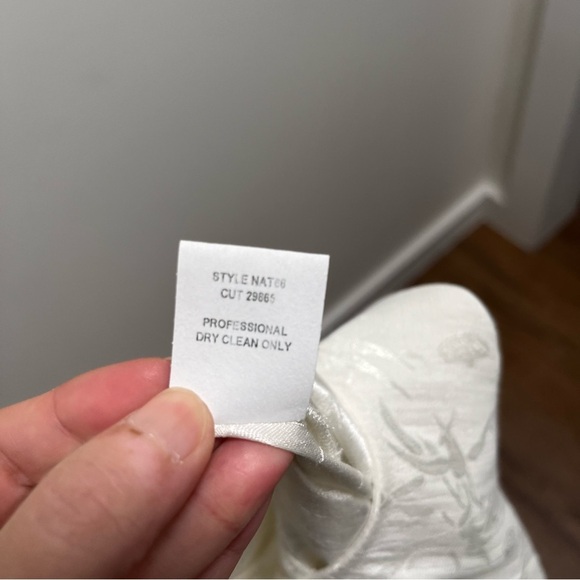 STYLE NAT66
CUT 29865
PROFESSIONAL
DRY CLEAN ONLY